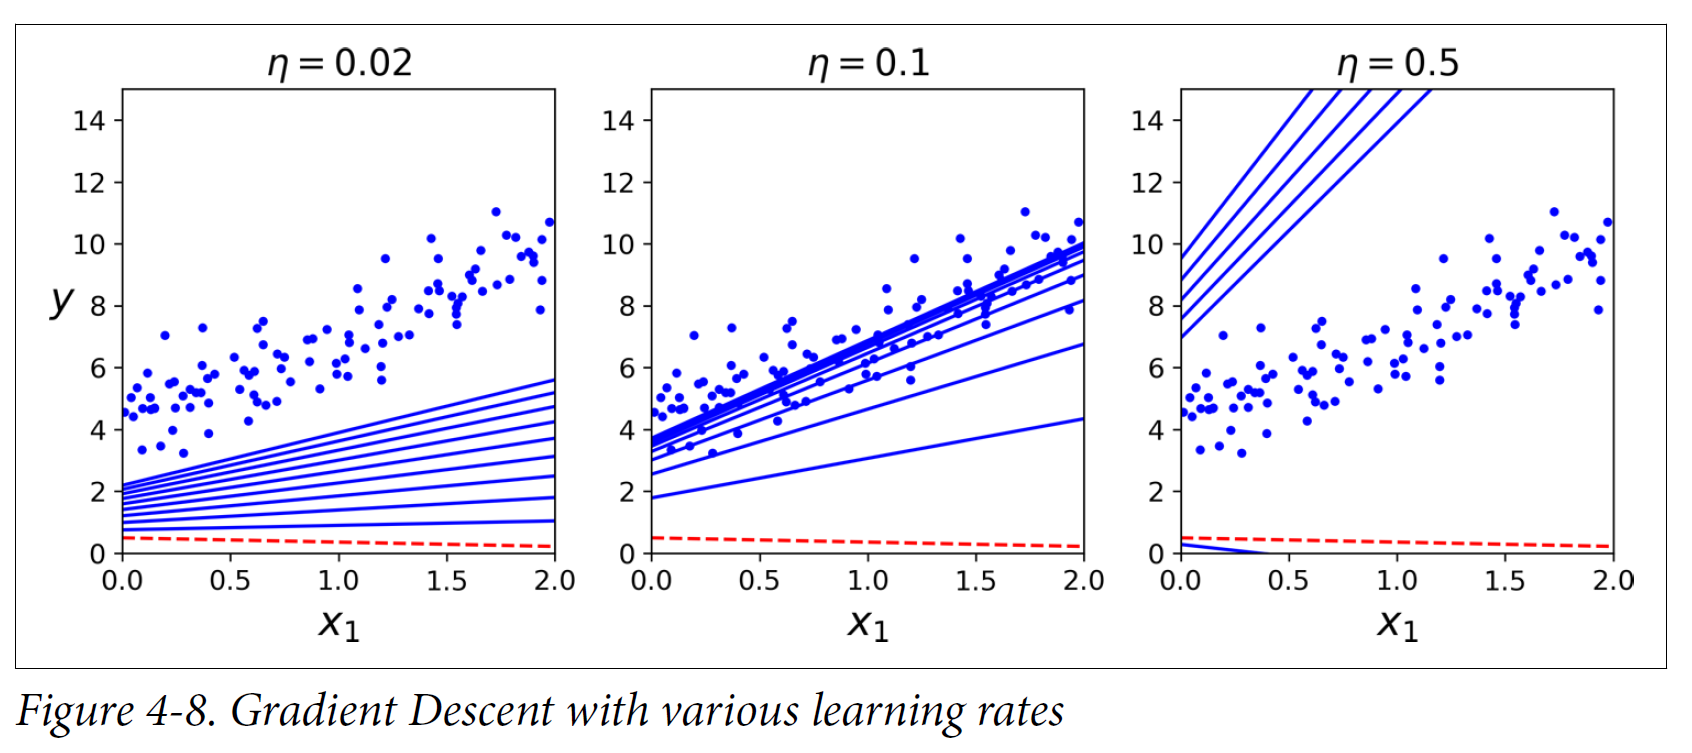 η = 0.02
η = 0.1
η = 0.5
14
12
10
8
6
4
2
0
y
0.0 0.5 1.0 1.5 2.0
x₁
14
12
10
8
6
4
2
0
0.0 0.5 1.0 1.5 2.0
x₁
14
12
10
8
6
4
2
0
0.0 0.5 1.0 1.5 2.0
x₁
Figure 4-8. Gradient Descent with various learning rates